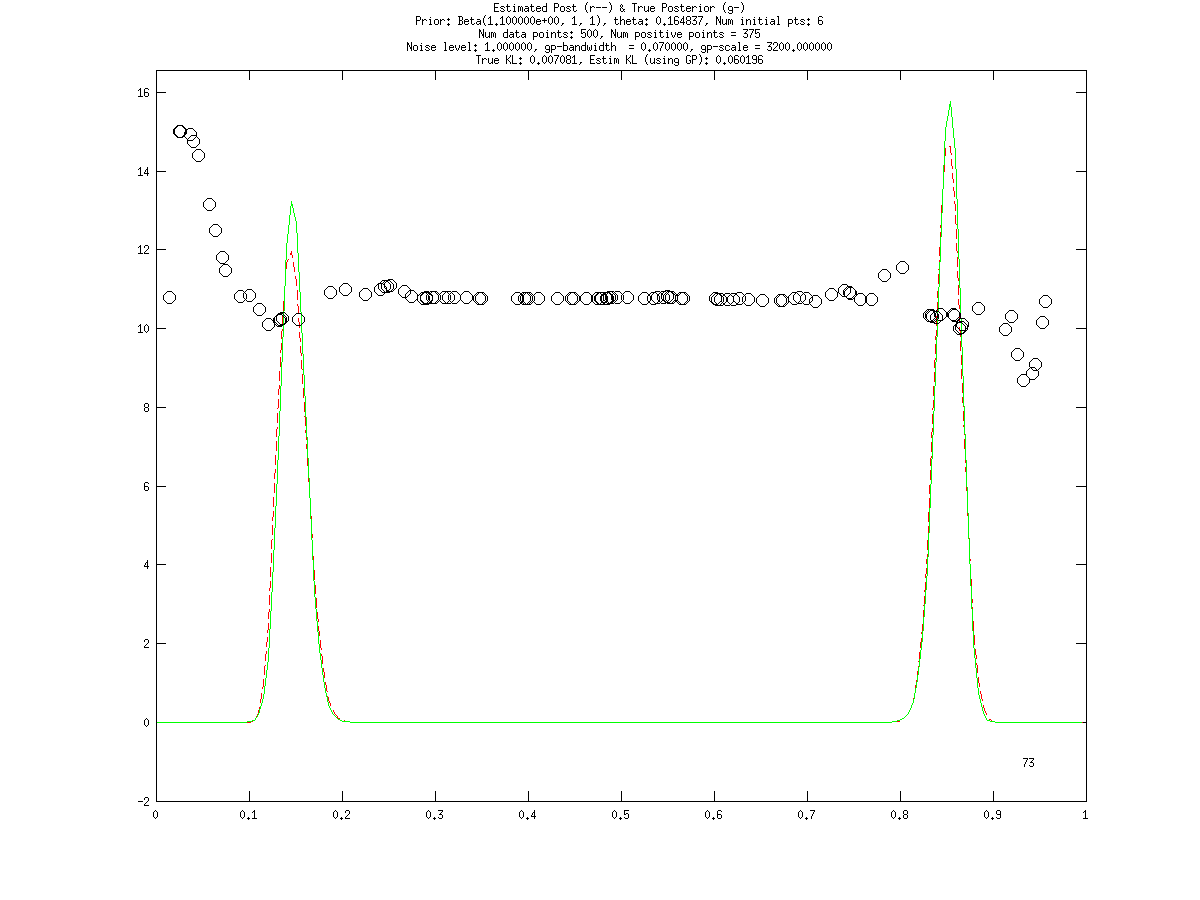 Estimated Post (r--) & True Posterior (g-)
Prior: Beta(1.100000e+00, 1, 1), theta: 0.164837, Num initial pts: 6
Num data points: 500, Num positive points = 375
Noise level: 1.000000, gp-bandwidth  = 0.070000, gp-scale = 3200.000000
True KL: 0.007081, Estim KL (using GP): 0.060196
16
14
12
10
8
6
4
2
0
73
-2
0 0.1 0.2 0.3 0.4 0.5 0.6 0.7 0.8 0.9 1